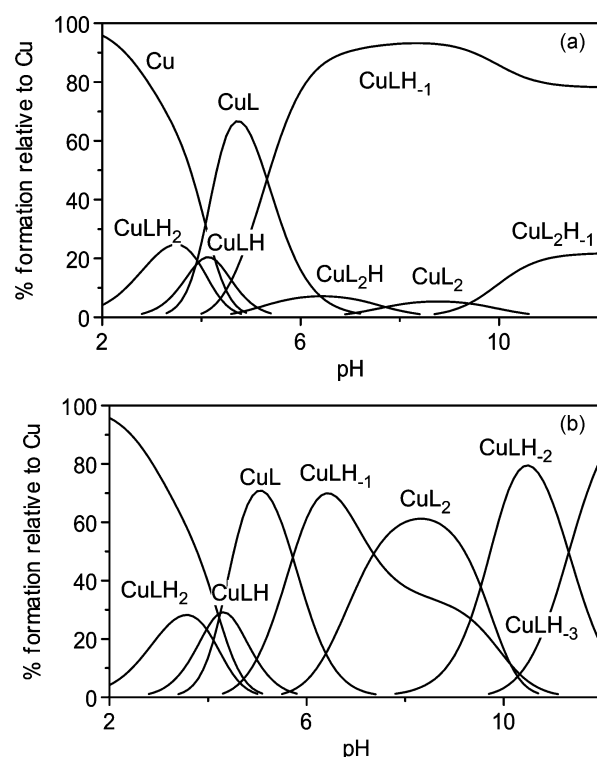 (a)
% formation relative to Cu
100
80
60
40
20
0
Cu
CuL
CuLH-1
CuLH2
CuLH
CuL2H
CuL2
CuL2H-1
2
6
10
pH
(b)
% formation relative to Cu
100
80
60
40
20
0
CuL
CuLH-1
CuL2
CuLH-2
CuLH2
CuLH
CuLH-3
2
6
10
pH